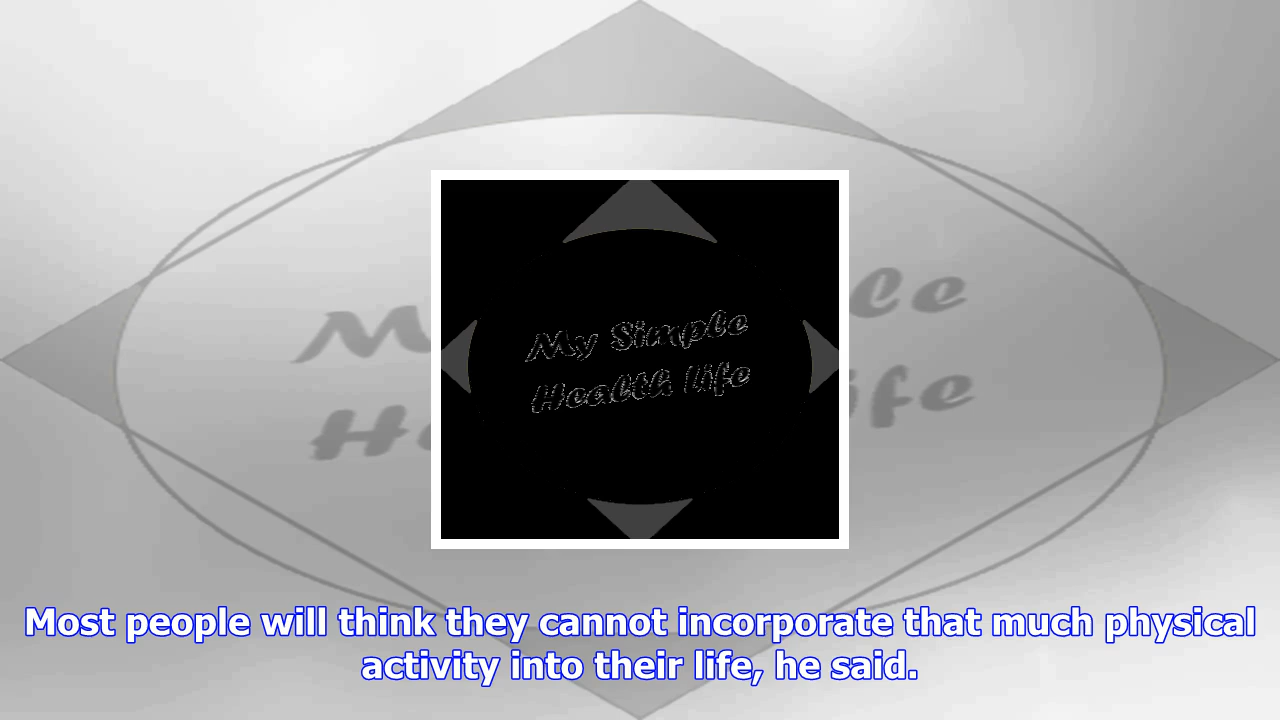 My Simple
Health Life
Most people will think they cannot incorporate that much physical
activity into their life, he said.